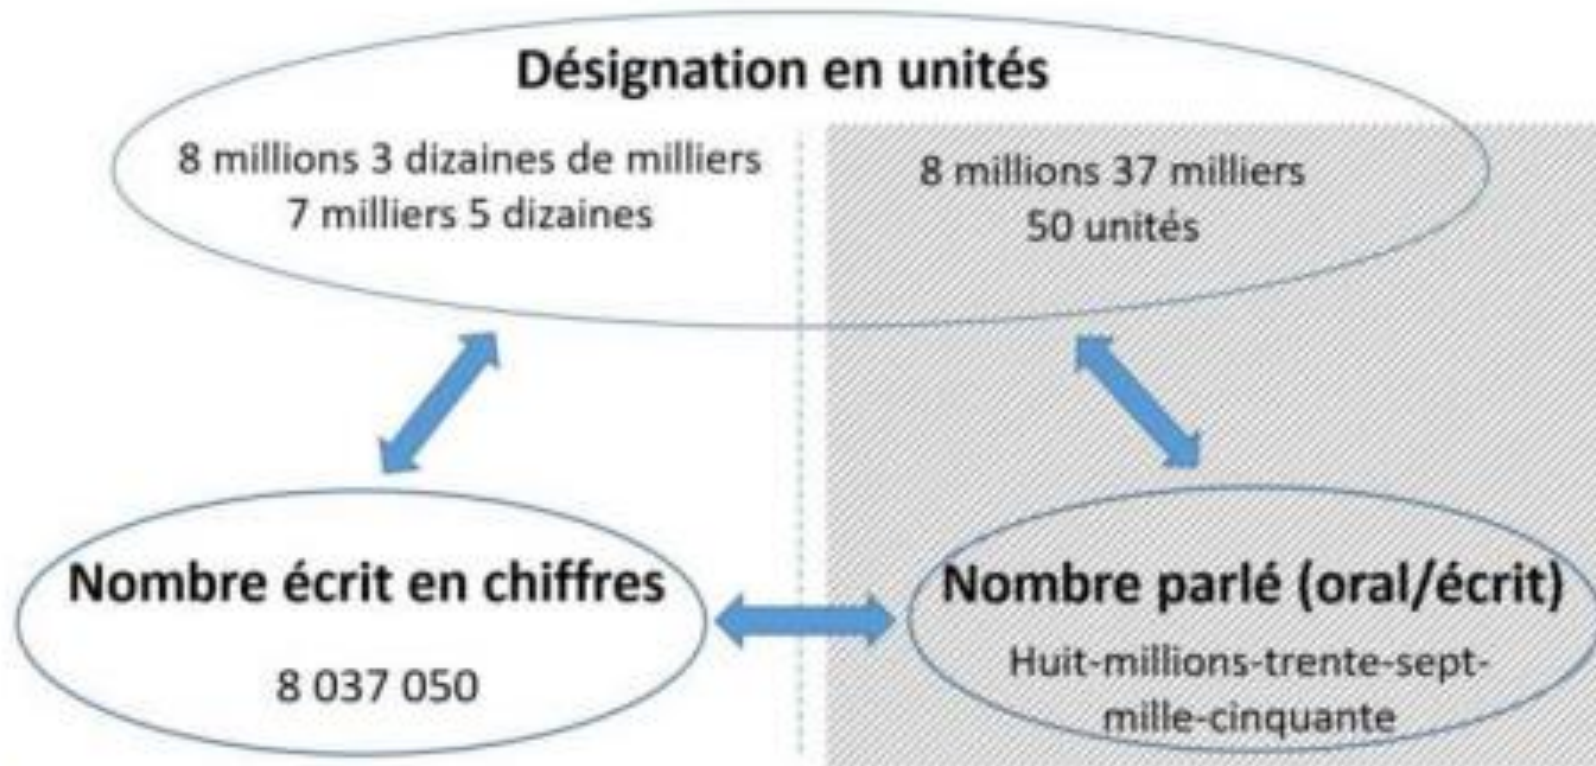 Désignation en unités
8 millions 3 dizaines de milliers
7 milliers 5 dizaines
8 millions 37 milliers
50 unités
Nombre écrit en chiffres
8 037 050
Nombre parlé (oral/écrit)
Huit-millions-trente-sept-
mille-cinquante